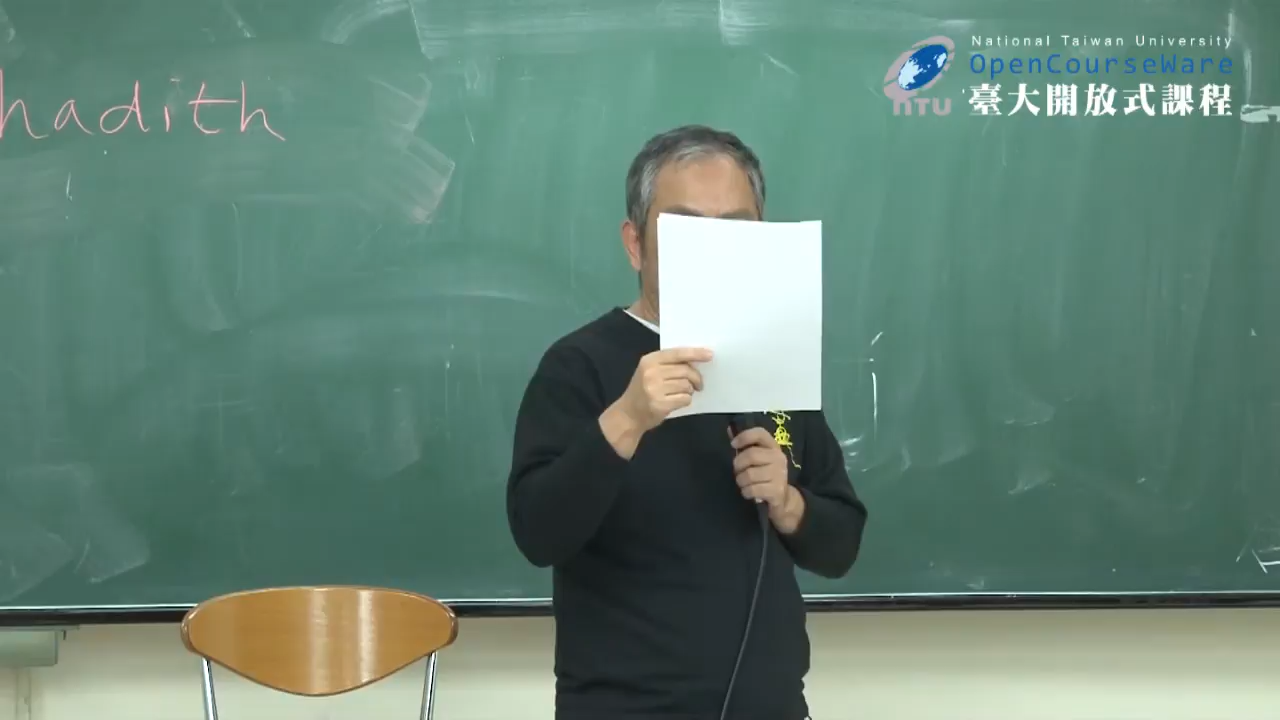 hadith
National Taiwan University
OpenCourseWare
NTU
臺大開放式課程